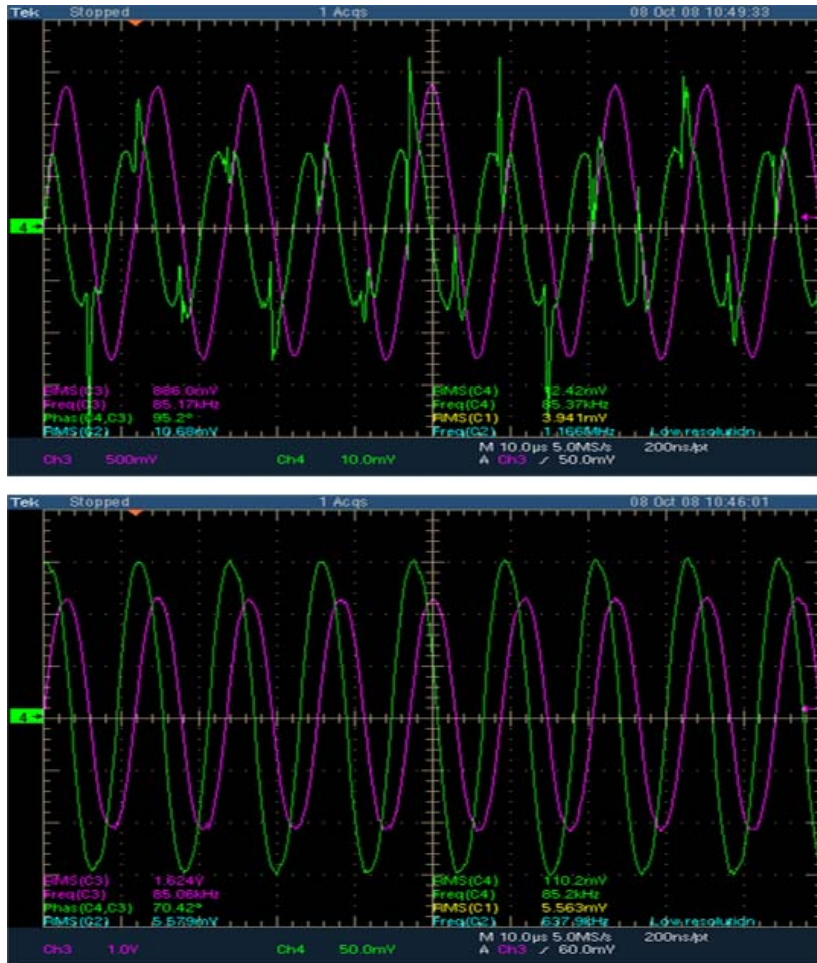 Tek Stopped 1 Acqs 08 Oct 08 10:49:33
4
RMS(C3) 886.0mV
Freq(C3) 85.17kHz
Phas(C4,C3) 95.2°
RMS(C2) 10.68mV
RMS(C4) 12.42mV
Freq(C4) 85.37kHz
RMS(C1) 3.941mV
Freq(C2) 1.166MHz Low resolution
M 10.0µs 5.0MS/s 200ns/pt
Ch3 500mV Ch4 10.0mV A Ch3 ⁄ 50.0mV
Tek Stopped 1 Acqs 08 Oct 08 10:46:01
4
RMS(C3) 1.624V
Freq(C3) 85.06kHz
Phas(C4,C3) 70.42°
RMS(C2) 5.579mV
RMS(C4) 110.2mV
Freq(C4) 85.2kHz
RMS(C1) 5.563mV
Freq(C2) 637.9kHz Low resolution
M 10.0µs 5.0MS/s 200ns/pt
Ch3 1.0V Ch4 50.0mV A Ch3 ⁄ 60.0mV